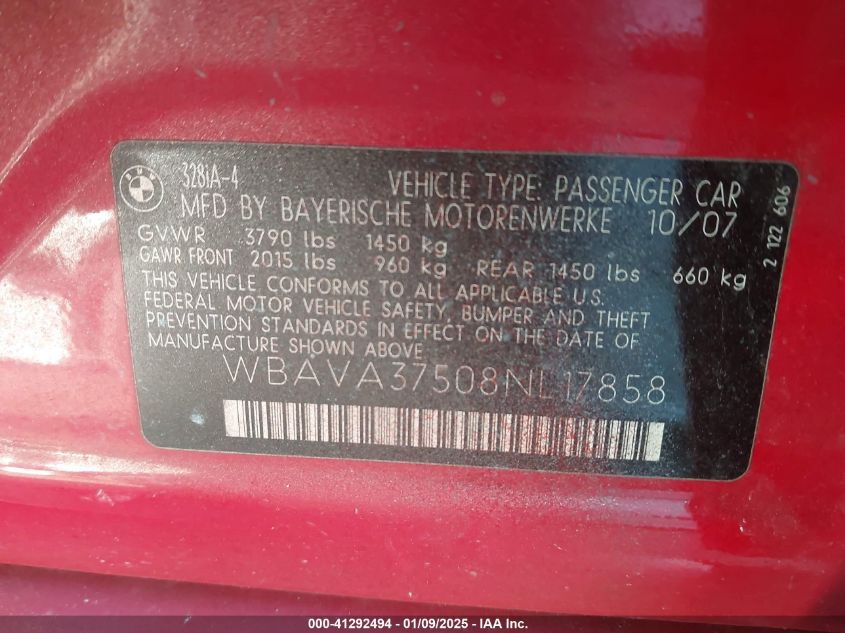 BMW
328iA-4 VEHICLE TYPE: PASSENGER CAR
MFD BY BAYERISCHE MOTORENWERKE 10/07
GVWR 3790 lbs 1450 kg
GAWR FRONT 2015 lbs 960 kg REAR 1450 lbs 660 kg
THIS VEHICLE CONFORMS TO ALL APPLICABLE U.S.
FEDERAL MOTOR VEHICLE SAFETY, BUMPER AND THEFT
PREVENTION STANDARDS IN EFFECT ON THE DATE OF
MANUFACTURE SHOWN ABOVE
WBAVA37508NL17858
2 122 606
000-41292494 - 01/09/2025 - IAA Inc.